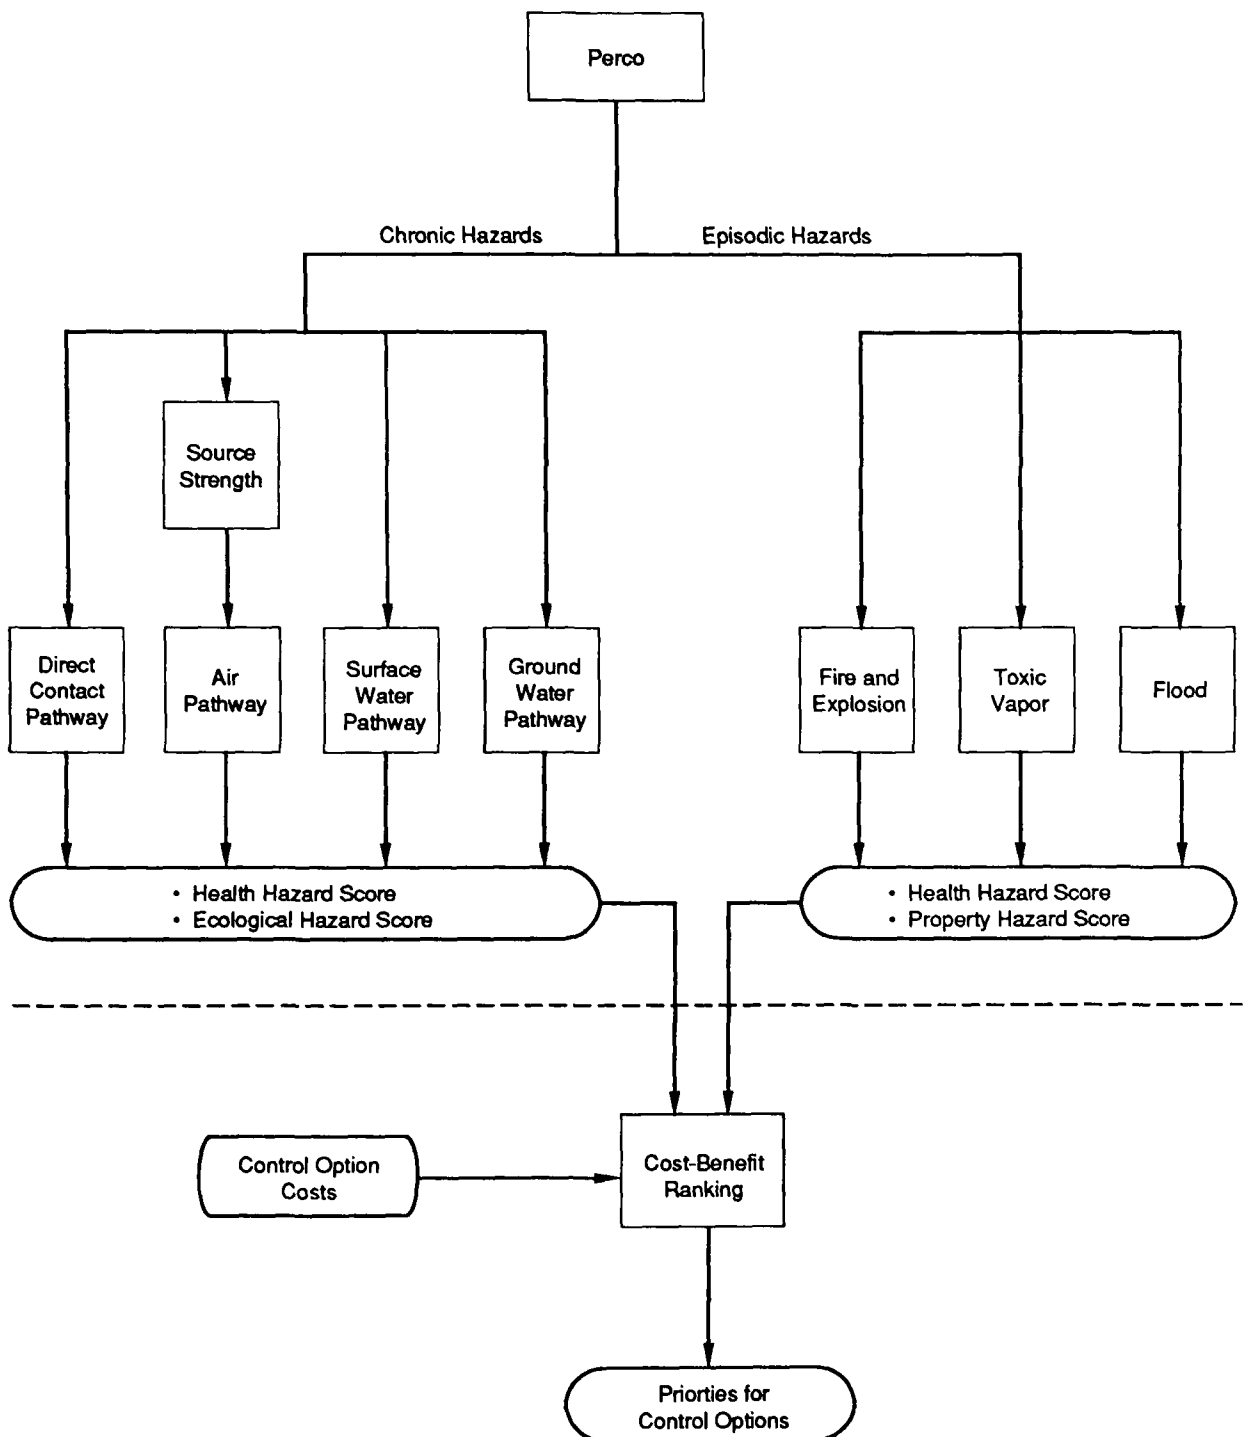 Perco
Chronic Hazards
Episodic Hazards
Source
Strength
Direct
Contact
Pathway
Air
Pathway
Surface
Water
Pathway
Ground
Water
Pathway
Fire and
Explosion
Toxic
Vapor
Flood
• Health Hazard Score
• Ecological Hazard Score
• Health Hazard Score
• Property Hazard Score
Control Option
Costs
Cost-Benefit
Ranking
Priorties for
Control Options